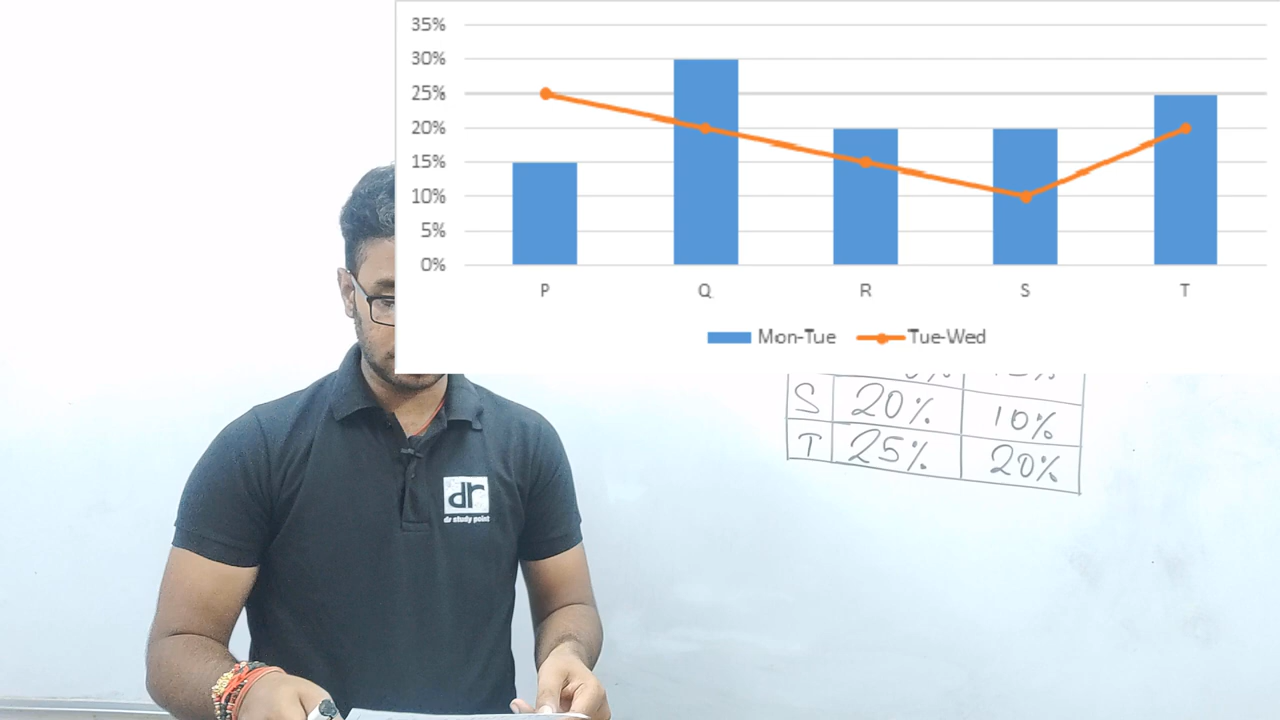 35%
30%
25%
20%
15%
10%
5%
0%
P Q R S T
Mon-Tue Tue-Wed
S 20% 10%
T 25% 20%
dr
dr study point